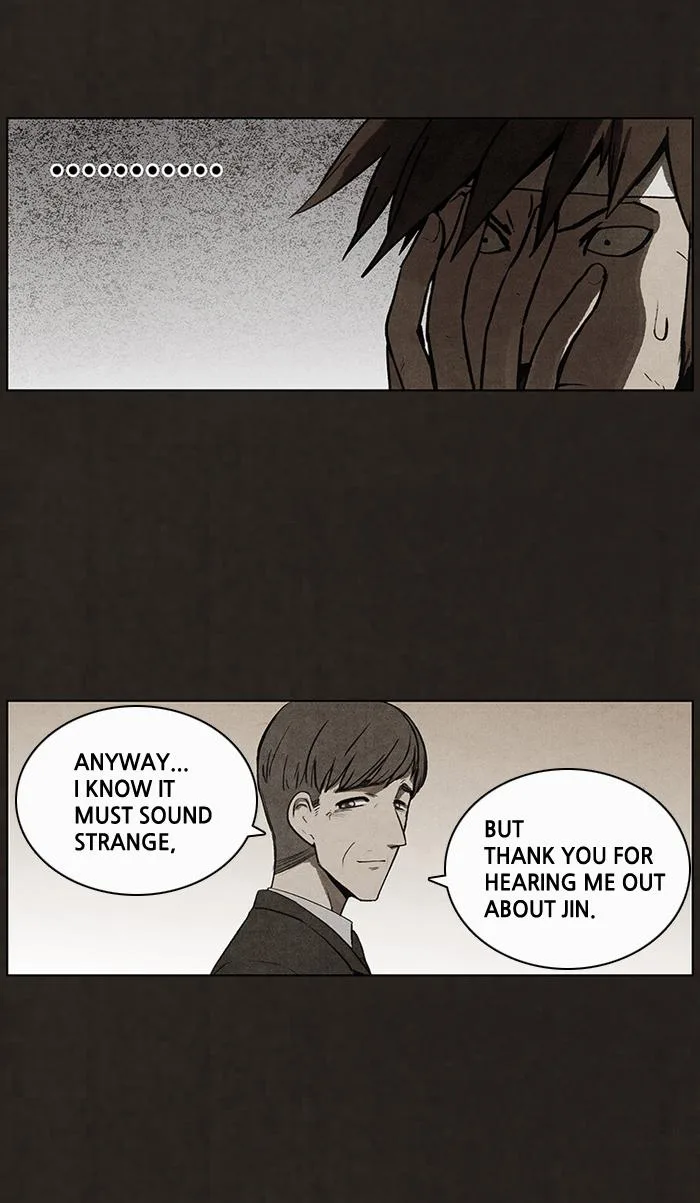 ...........
ANYWAY...
I KNOW IT
MUST SOUND
STRANGE,
BUT
THANK YOU FOR
HEARING ME OUT
ABOUT JIN.